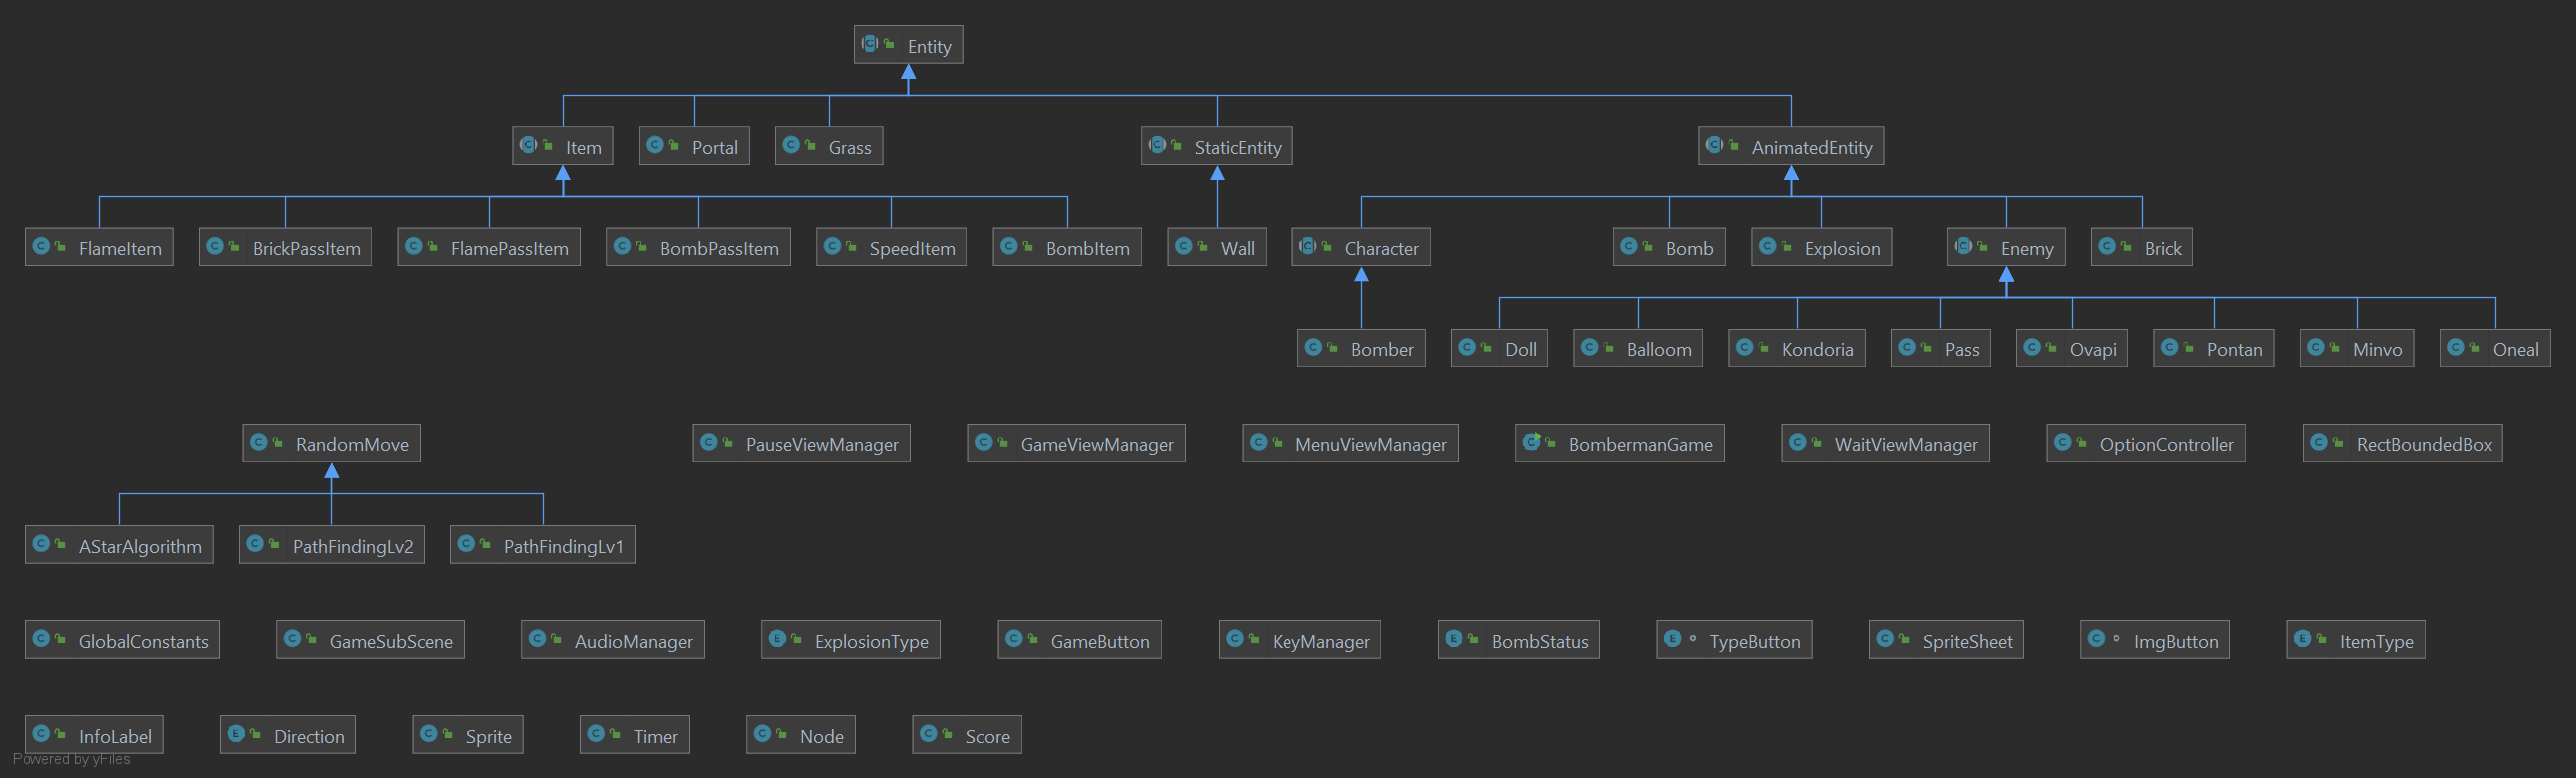 Entity
Item Portal Grass StaticEntity AnimatedEntity
FlameItem BrickPassItem FlamePassItem BombPassItem SpeedItem BombItem Wall Character Bomb Explosion Enemy Brick
Bomber Doll Balloom Kondoria Pass Ovapi Pontan Minvo Oneal
RandomMove PauseViewManager GameViewManager MenuViewManager BombermanGame WaitViewManager OptionController RectBoundedBox
AStarAlgorithm PathFindingLv2 PathFindingLv1
GlobalConstants GameSubScene AudioManager ExplosionType GameButton KeyManager BombStatus TypeButton SpriteSheet ImgButton ItemType
InfoLabel Direction Sprite Timer Node Score
Powered by yFiles